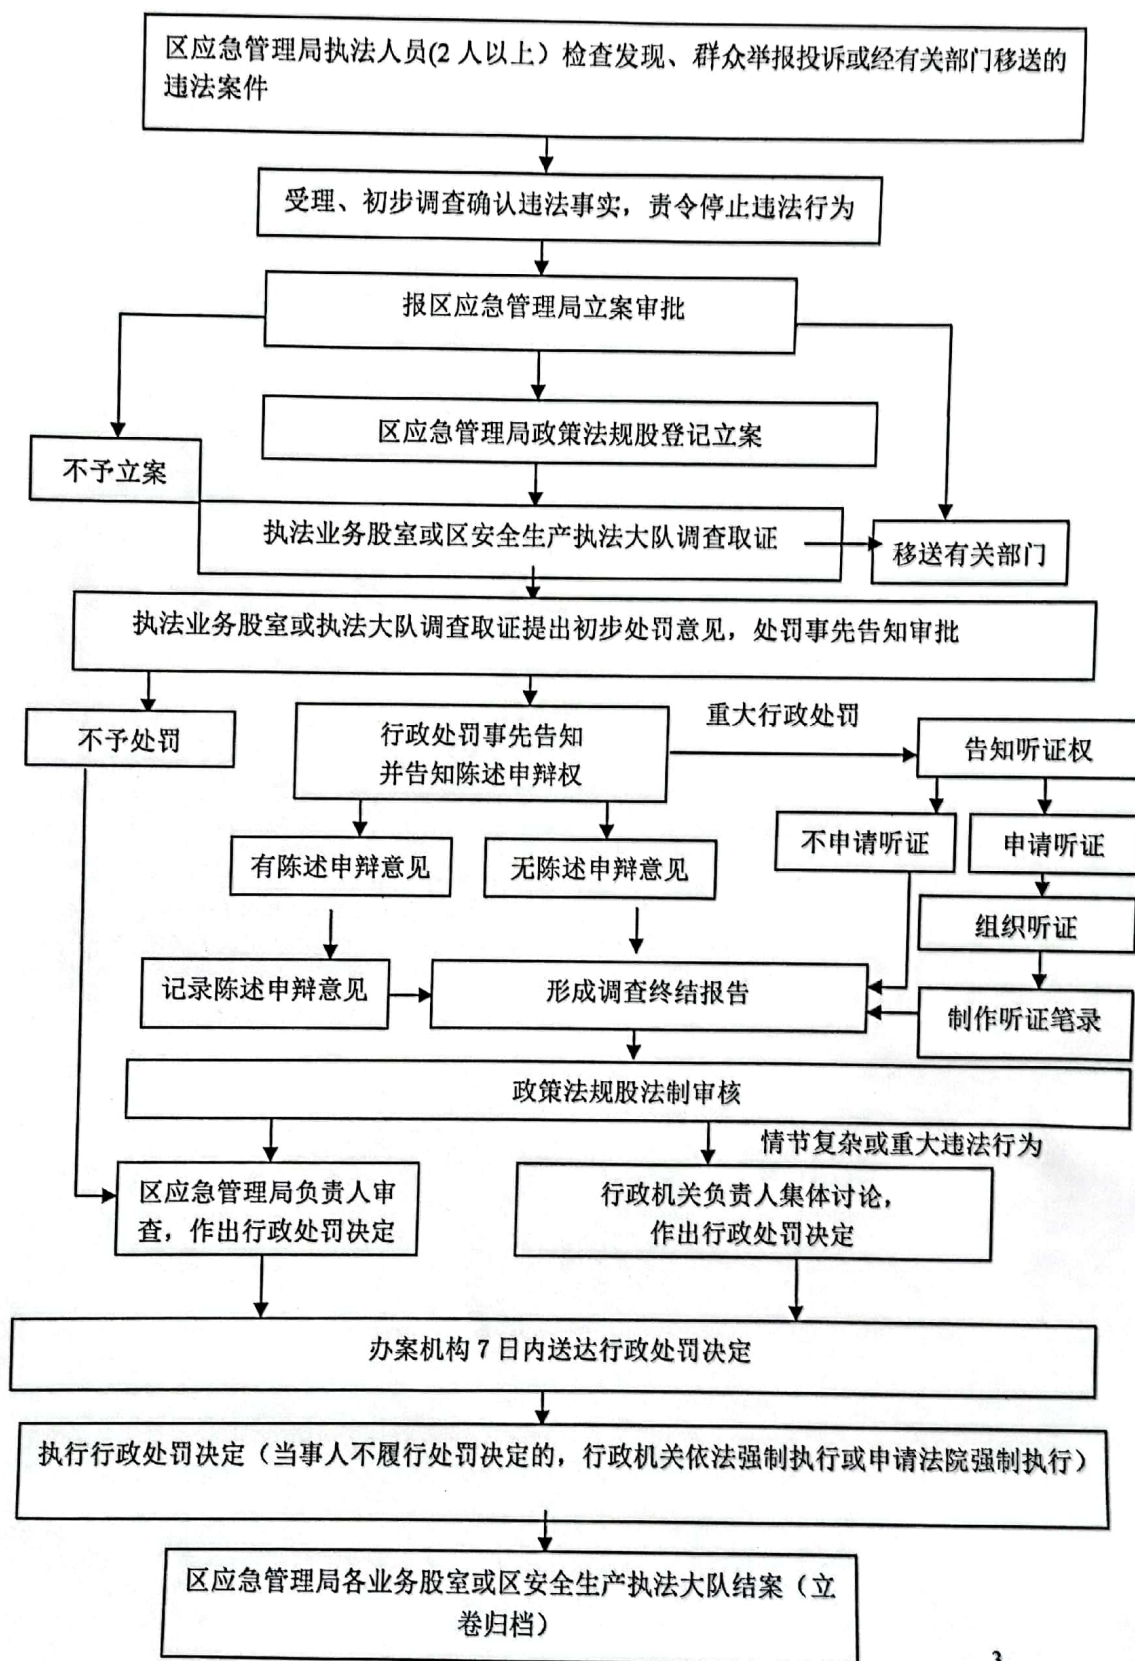 区应急管理局执法人员(2 人以上）检查发现、群众举报投诉或经有关部门移送的
违法案件
受理、初步调查确认违法事实，责令停止违法行为
报区应急管理局立案审批
区应急管理局政策法规股登记立案
不予立案
执法业务股室或区安全生产执法大队调查取证
移送有关部门
执法业务股室或执法大队调查取证提出初步处罚意见，处罚事先告知审批
不予处罚
行政处罚事先告知
并告知陈述申辩权
重大行政处罚
告知听证权
有陈述申辩意见
无陈述申辩意见
不申请听证
申请听证
组织听证
记录陈述申辩意见
形成调查终结报告
制作听证笔录
政策法规股法制审核
情节复杂或重大违法行为
区应急管理局负责人审
查，作出行政处罚决定
行政机关负责人集体讨论，
作出行政处罚决定
办案机构 7 日内送达行政处罚决定
执行行政处罚决定（当事人不履行处罚决定的，行政机关依法强制执行或申请法院强制执行）
区应急管理局各业务股室或区安全生产执法大队结案（立
卷归档）
3